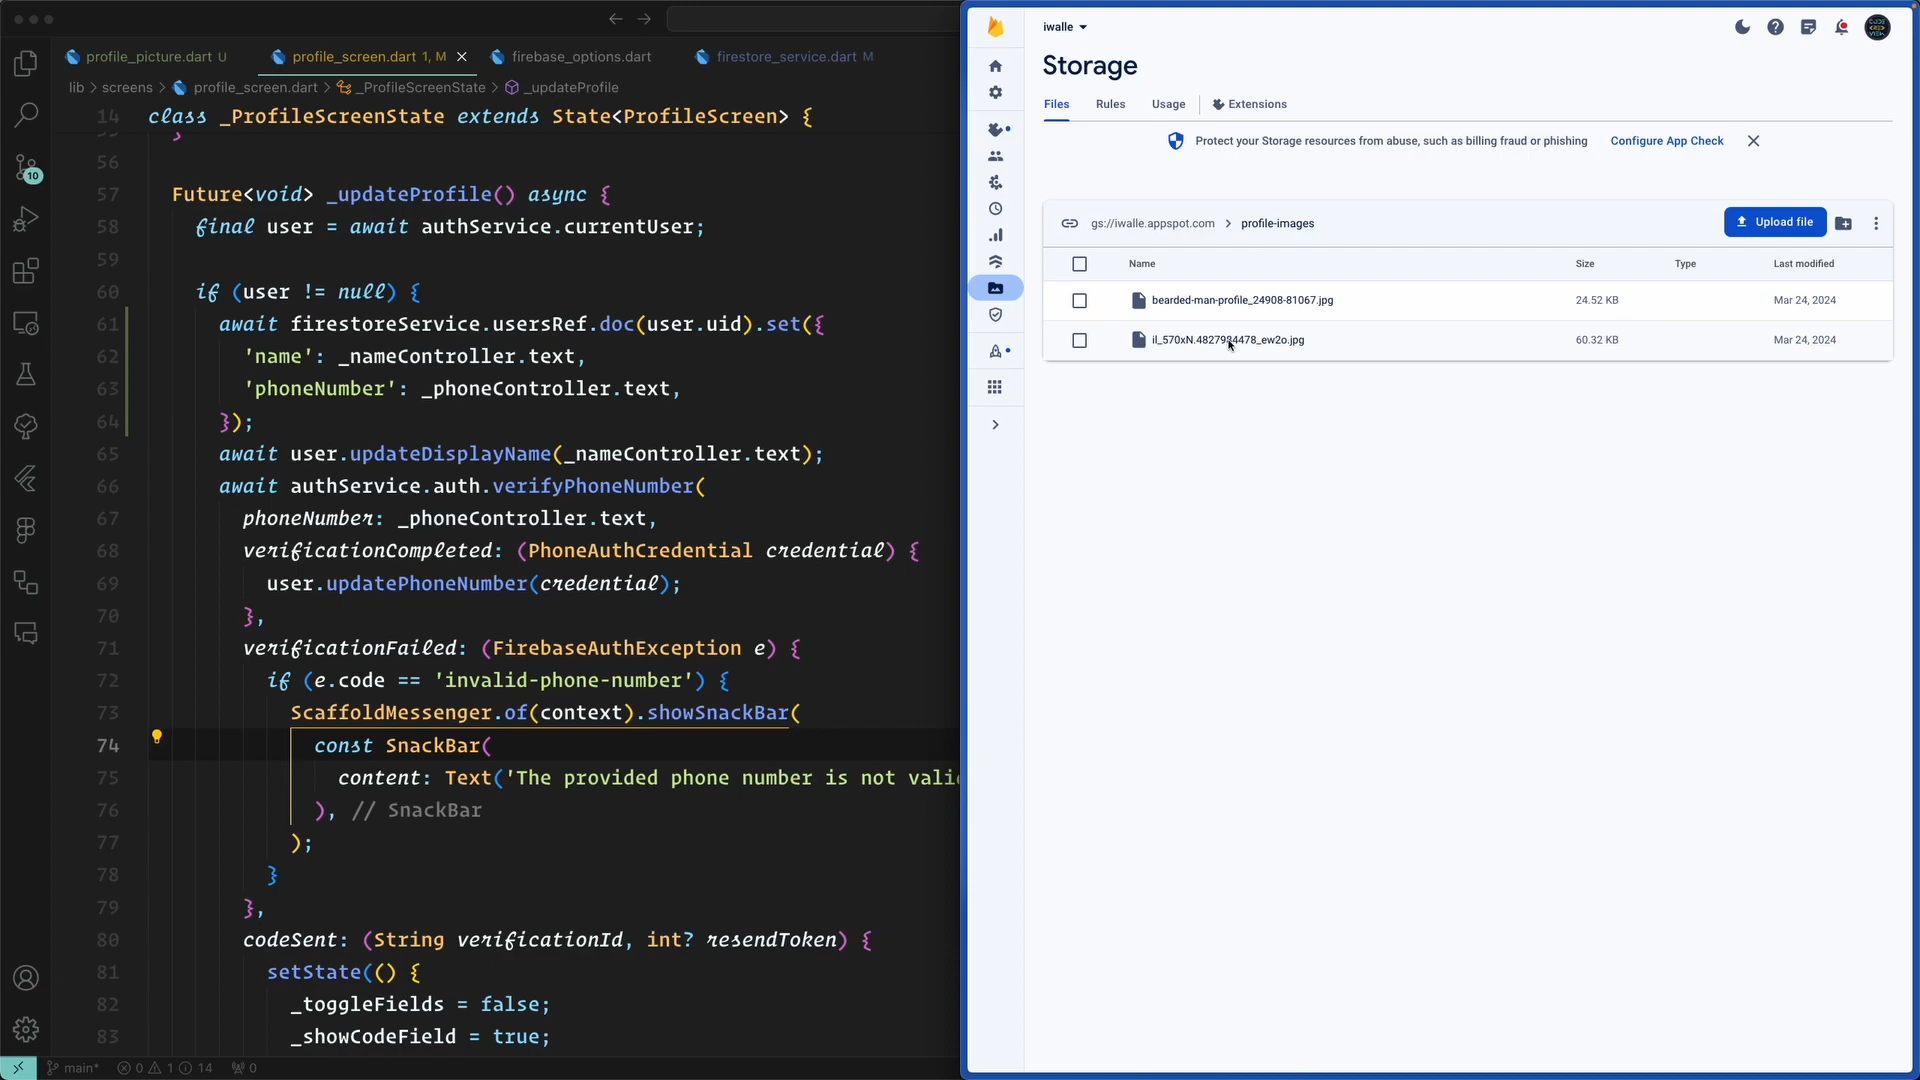 profile_picture.dart U
profile_screen.dart 1, M
firebase_options.dart
firestore_service.dart M
lib > screens > profile_screen.dart > _ProfileScreenState > _updateProfile
14 class _ProfileScreenState extends State<ProfileScreen> {
}
56
57 Future<void> _updateProfile() async {
58 final user = await authService.currentUser;
59
60 if (user != null) {
61 await firestoreService.usersRef.doc(user.uid).set({
62 'name': _nameController.text,
63 'phoneNumber': _phoneController.text,
64 });
65 await user.updateDisplayName(_nameController.text);
66 await authService.auth.verifyPhoneNumber(
67 phoneNumber: _phoneController.text,
68 verificationCompleted: (PhoneAuthCredential credential) {
69 user.updatePhoneNumber(credential);
70 },
71 verificationFailed: (FirebaseAuthException e) {
72 if (e.code == 'invalid-phone-number') {
73 ScaffoldMessenger.of(context).showSnackBar(
74 const SnackBar(
75 content: Text('The provided phone number is not vali
76 ), // SnackBar
77 );
78 }
79 },
80 codeSent: (String verificationId, int? resendToken) {
81 setState(() {
82 _toggleFields = false;
83 _showCodeField = true;
10
main* 0 1 14 0
iwalle
Storage
Files Rules Usage Extensions
Protect your Storage resources from abuse, such as billing fraud or phishing Configure App Check
gs://iwalle.appspot.com > profile-images Upload file
Name Size Type Last modified
bearded-man-profile_24908-81067.jpg 24.52 KB Mar 24, 2024
il_570xN.4827984478_ew2o.jpg 60.32 KB Mar 24, 2024